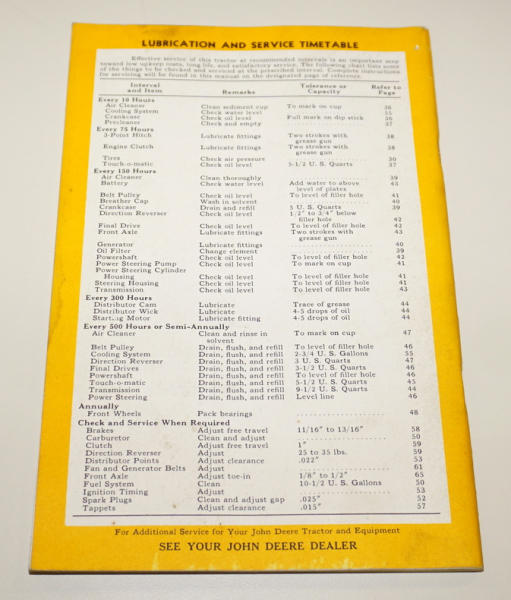 LUBRICATION AND SERVICE TIMETABLE
Effective service of this tractor at recommended intervals is an important step
toward low upkeep costs, long life, and satisfactory service. The following chart lists some
of the things to be checked and serviced at the prescribed interval. Complete instructions
for servicing will be found in this manual on the designated page of reference.
Interval and Item Remarks Tolerance or Capacity Refer to Page
Every 10 Hours
Air Cleaner Clean sediment cup To mark on cup 36
Cooling System Check water level 55
Crankcase Check oil level Full mark on dip stick 36
Precleaner Check and empty 37
Every 75 Hours
3-Point Hitch Lubricate fittings Two strokes with grease gun 38
Engine Clutch Lubricate fittings Two strokes with grease gun 38
Tires Check air pressure 30
Touch-o-matic Check oil level 5-1/2 U. S. Quarts 37
Every 150 Hours
Air Cleaner Clean thoroughly 39
Battery Check water level Add water to above level of plates 43
Belt Pulley Check oil level To level of filler hole 41
Breather Cap Wash in solvent 40
Crankcase Drain and refill 5 U. S. Quarts 39
Direction Reverser Check oil level 1/2" to 3/4" below filler hole 42
Final Drive Check oil level To level of filler hole 42
Front Axle Lubricate fittings Two strokes with grease gun 43
Generator Lubricate fittings 40
Oil Filter Change element 39
Powershaft Check oil level To level of filler hole 42
Power Steering Pump Check oil level To mark on cup 41
Power Steering Cylinder
Housing Check oil level To level of filler hole 41
Steering Housing Check oil level To level of filler hole 41
Transmission Check oil level To level of filler hole 43
Every 300 Hours
Distributor Cam Lubricate Trace of grease 44
Distributor Wick Lubricate 4-5 drops of oil 44
Starting Motor Lubricate fitting 4-5 drops of oil 44
Every 500 Hours or Semi-Annually
Air Cleaner Clean and rinse in solvent To mark on cup 47
Belt Pulley Drain, flush, and refill To level of filler hole 46
Cooling System Drain, flush, and refill 2-3/4 U. S. Gallons 55
Direction Reverser Drain, flush, and refill 3 U. S. Quarts 47
Final Drives Drain, flush, and refill 3-1/2 U. S. Quarts 46
Powershaft Drain, flush, and refill To level of filler hole 46
Touch-o-matic Drain, flush, and refill 5-1/2 U. S. Quarts 45
Transmission Drain, flush, and refill 9-1/2 U. S. Quarts 44
Power Steering Drain, flush, and refill Level line 46
Annually
Front Wheels Pack bearings 48
Check and Service When Required
Brakes Adjust free travel 11/16" to 13/16" 58
Carburetor Clean and adjust 50
Clutch Adjust free travel 1" 59
Direction Reverser Adjust 25 to 35 lbs. 59
Distributor Points Adjust clearance .022" 53
Fan and Generator Belts Adjust 61
Front Axle Adjust toe-in 1/8" to 1/2" 65
Fuel System Clean 10-1/2 U. S. Gallons 50
Ignition Timing Adjust 53
Spark Plugs Clean and adjust gap .025" 52
Tappets Adjust clearance .015" 57
For Additional Service for Your John Deere Tractor and Equipment
SEE YOUR JOHN DEERE DEALER